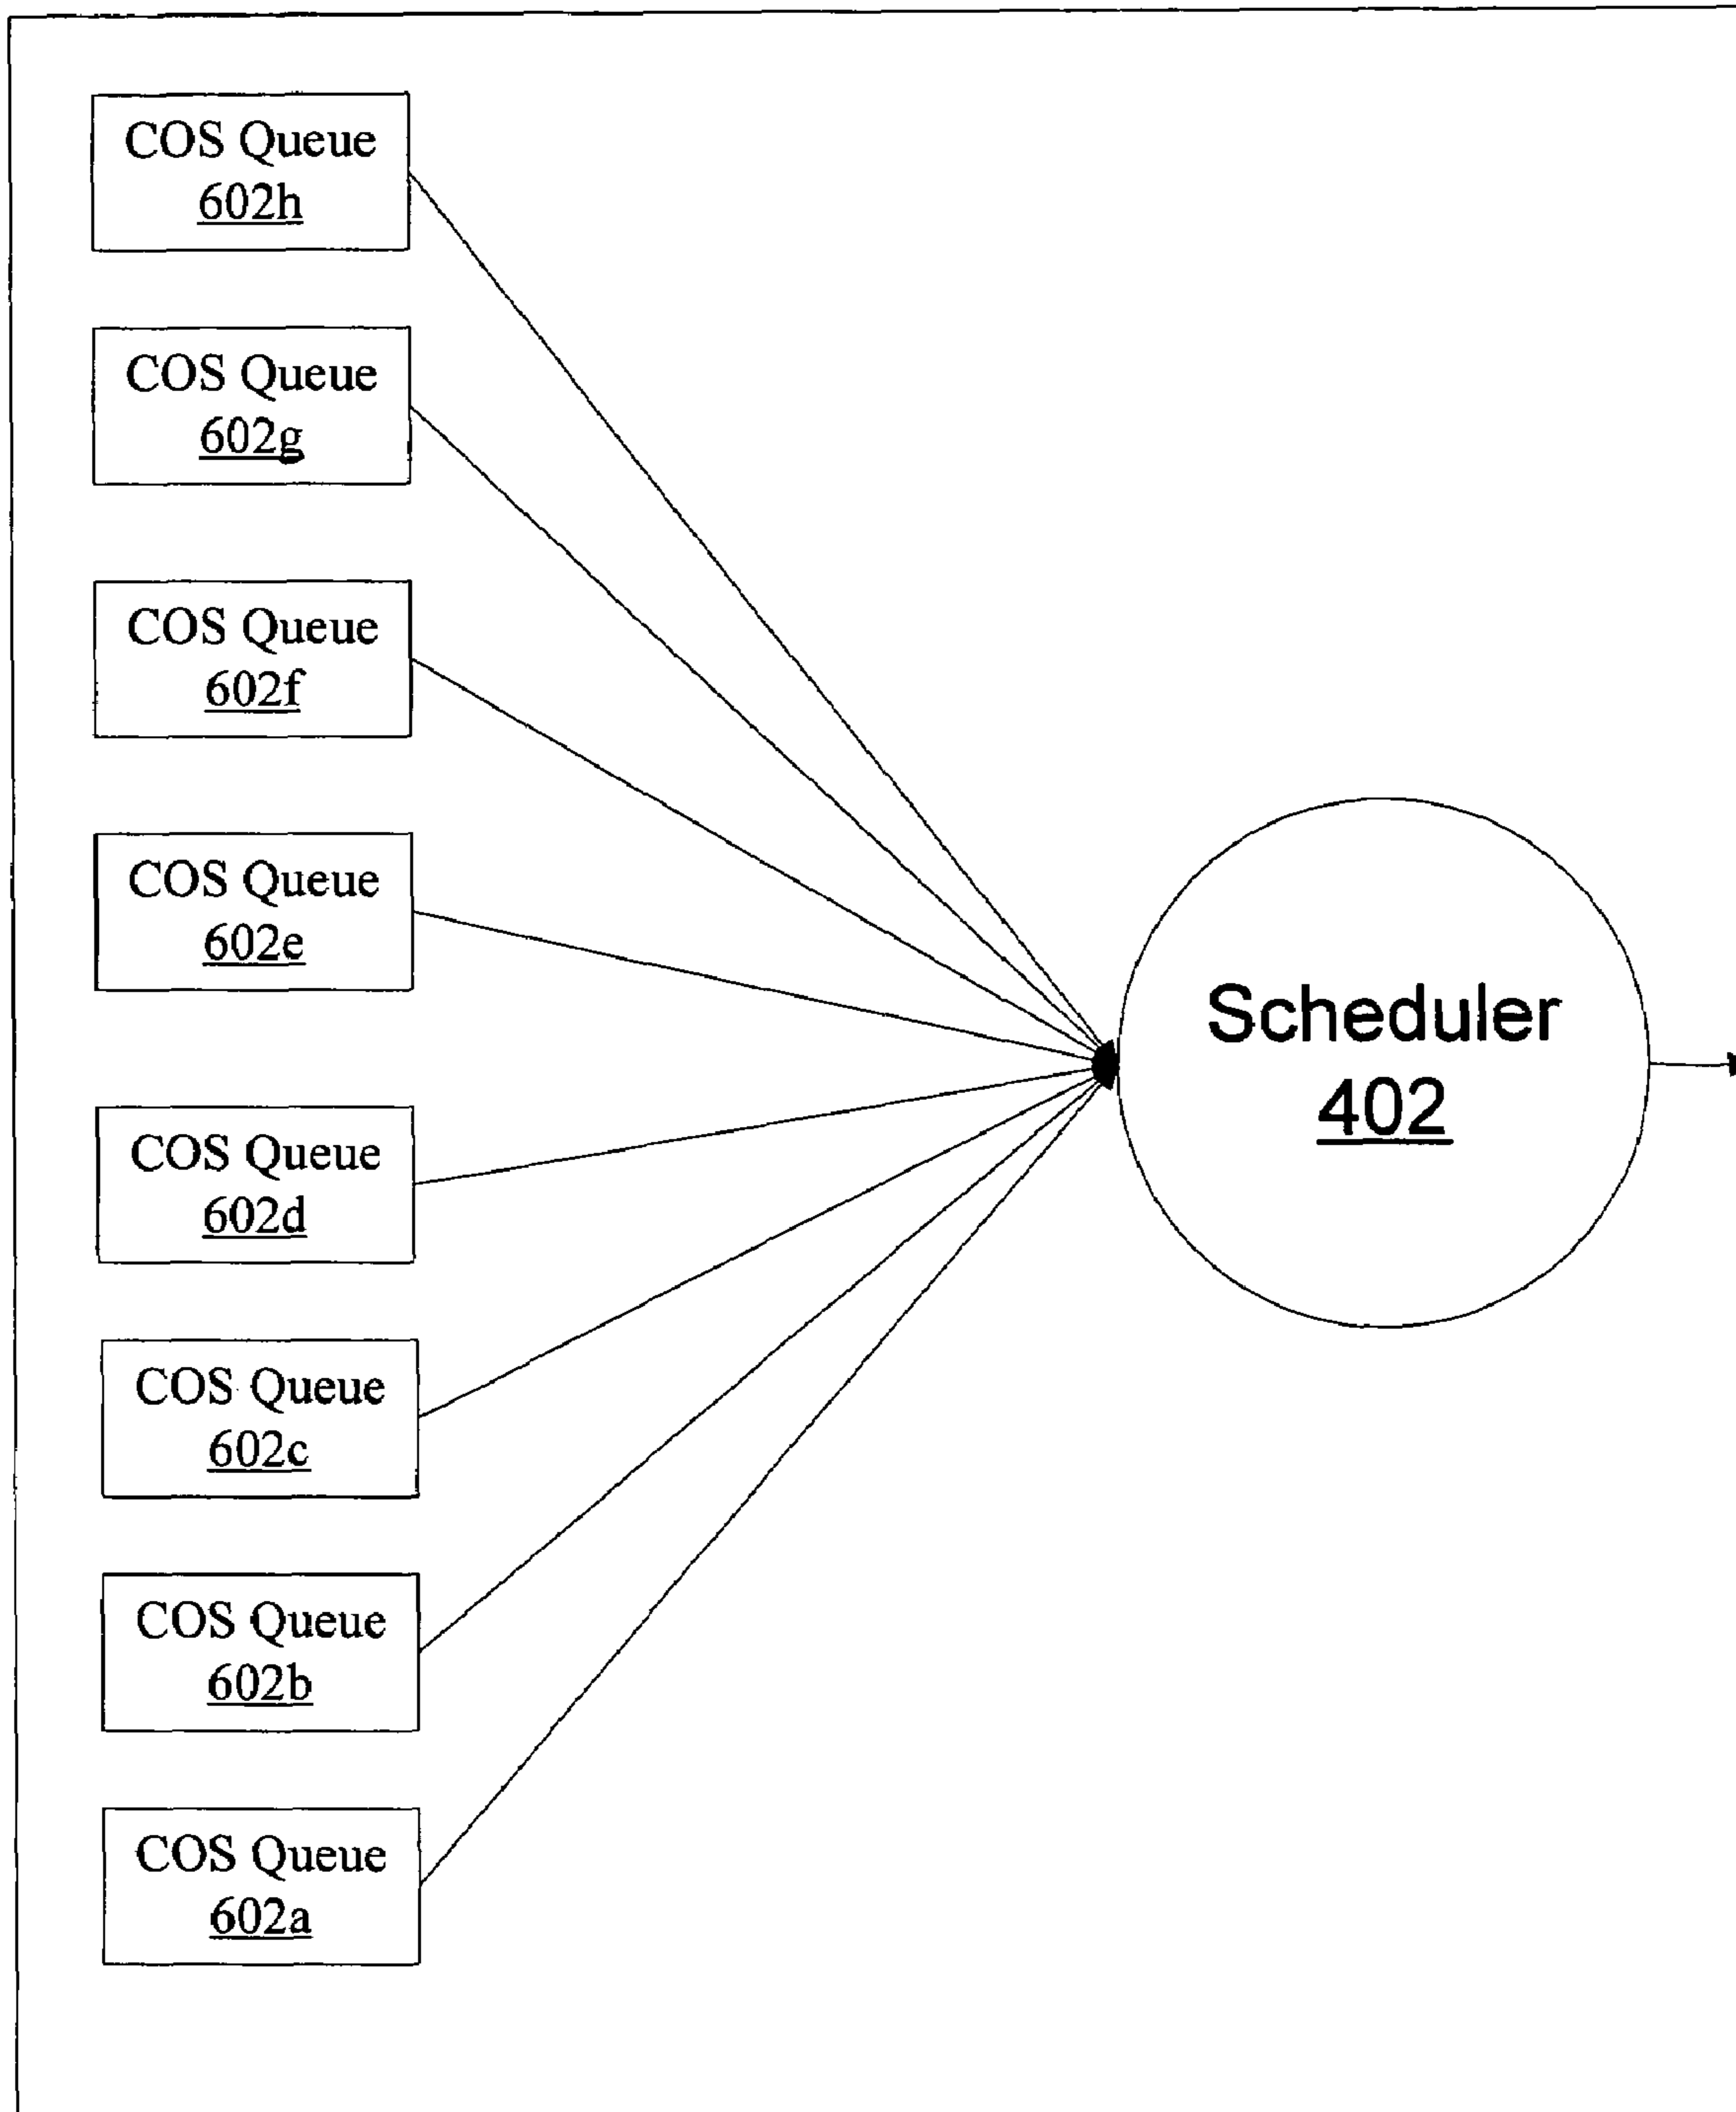 COS Queue
602h
COS Queue
602g
COS Queue
602f
COS Queue
602e
COS Queue
602d
COS Queue
602c
COS Queue
602b
COS Queue
602a
Scheduler
402